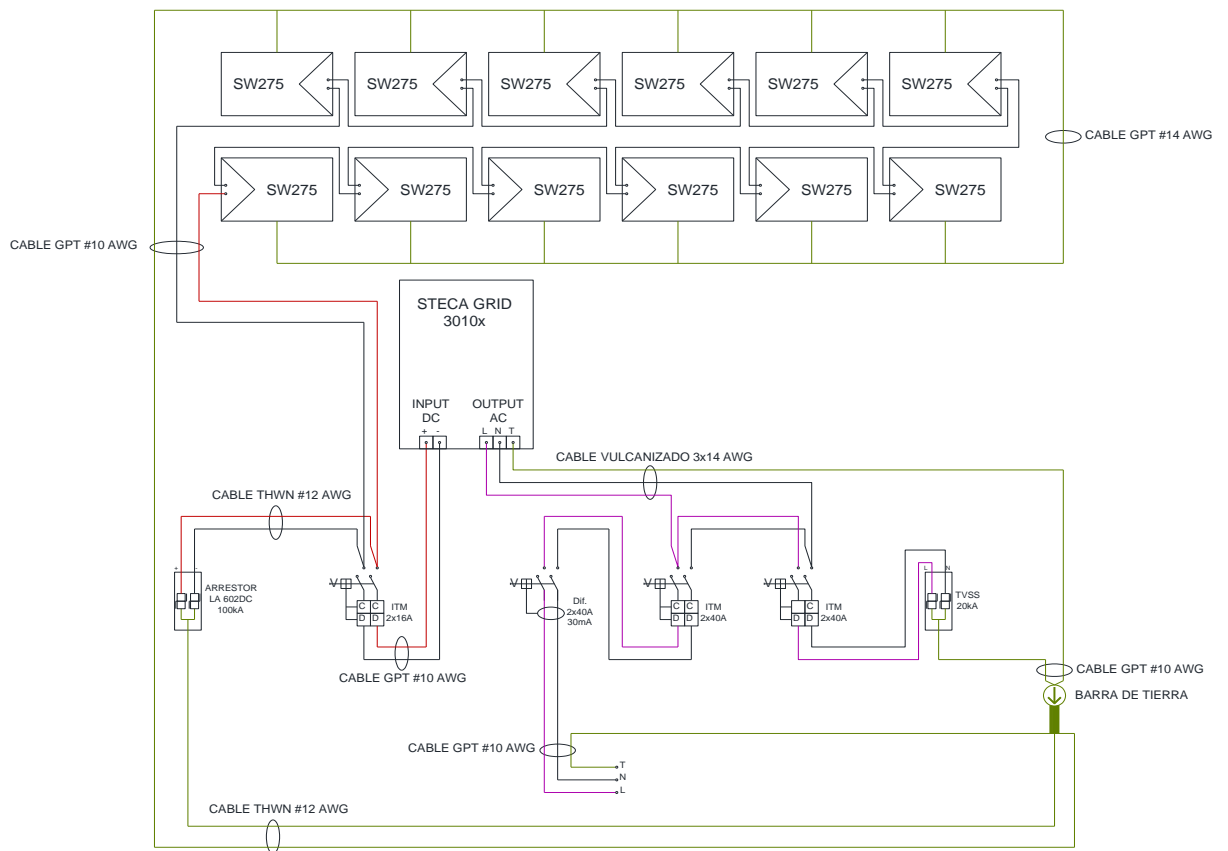 SW275
SW275
SW275
SW275
SW275
SW275
CABLE GPT #14 AWG
SW275
SW275
SW275
SW275
SW275
SW275
CABLE GPT #10 AWG
STECA GRID
3010x
INPUT
DC
OUTPUT
AC
+ -
L N T
CABLE VULCANIZADO 3x14 AWG
CABLE THWN #12 AWG
+ -
ARRESTOR
LA 602DC
100kA
V
C C
D D
ITM
2x16A
V
Dif.
2x40A
30mA
V
C C
D D
ITM
2x40A
V
C
D D
ITM
2x40A
L N
TVSS
20kA
CABLE GPT #10 AWG
CABLE GPT #10 AWG
BARRA DE TIERRA
CABLE GPT #10 AWG
T
N
L
CABLE THWN #12 AWG